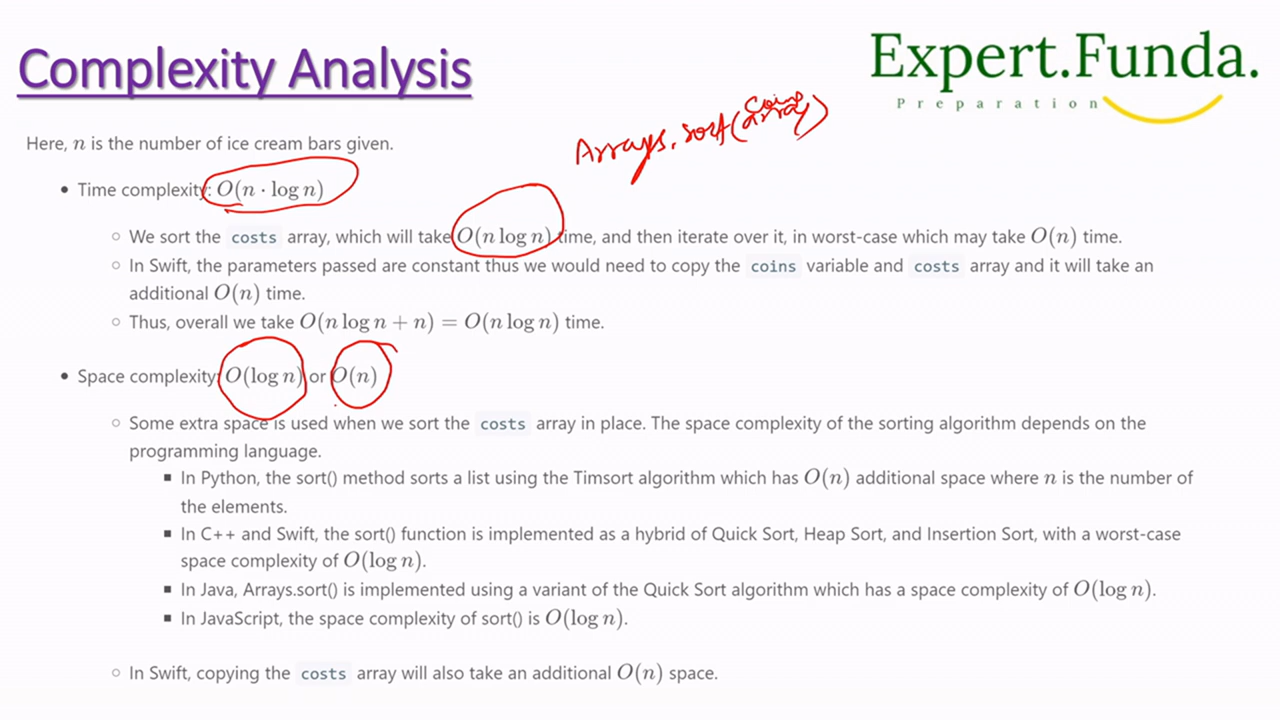 Complexity Analysis
Expert.Funda.
Preparation
Arrays.sort(array)
coins
Here, n is the number of ice cream bars given.
• Time complexity: O(n · log n)
○ We sort the costs array, which will take O(n log n) time, and then iterate over it, in worst-case which may take O(n) time.
○ In Swift, the parameters passed are constant thus we would need to copy the coins variable and costs array and it will take an
additional O(n) time.
○ Thus, overall we take O(n log n + n) = O(n log n) time.
• Space complexity: O(log n) or O(n)
○ Some extra space is used when we sort the costs array in place. The space complexity of the sorting algorithm depends on the
programming language.
▪ In Python, the sort() method sorts a list using the Timsort algorithm which has O(n) additional space where n is the number of
the elements.
▪ In C++ and Swift, the sort() function is implemented as a hybrid of Quick Sort, Heap Sort, and Insertion Sort, with a worst-case
space complexity of O(log n).
▪ In Java, Arrays.sort() is implemented using a variant of the Quick Sort algorithm which has a space complexity of O(log n).
▪ In JavaScript, the space complexity of sort() is O(log n).
○ In Swift, copying the costs array will also take an additional O(n) space.